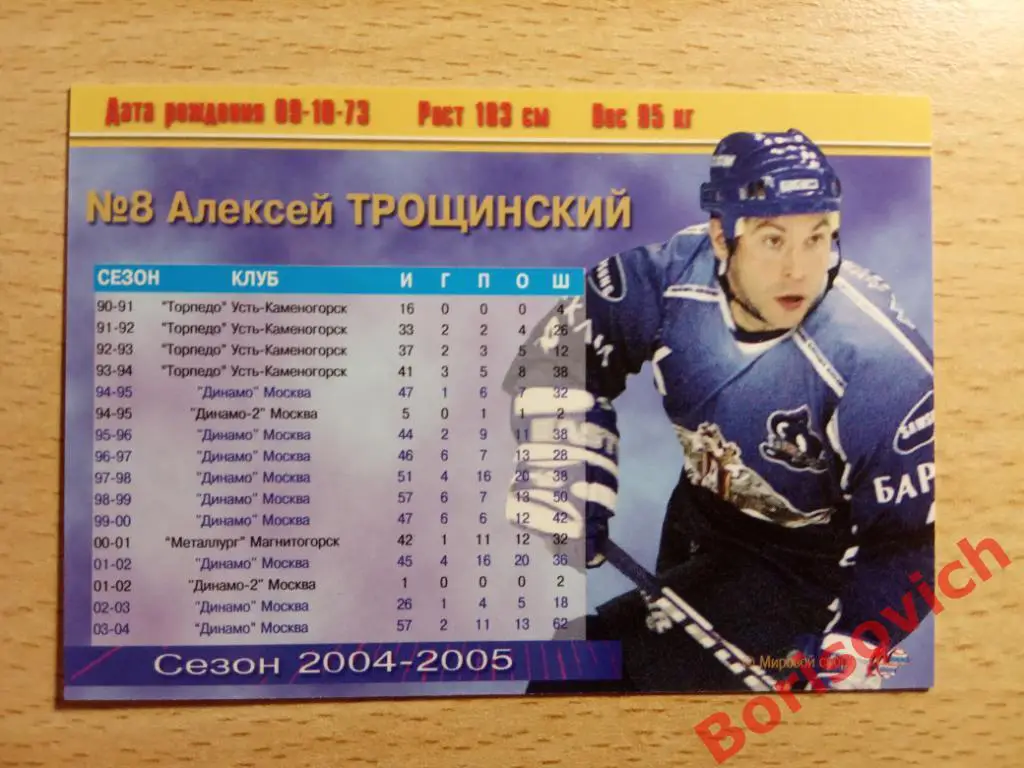 Дата рождения 09-10-73 Рост 183 см Вес 95 кг
№8 Алексей ТРОЩИНСКИЙ
СЕЗОН КЛУБ И Г П О Ш
90-91 "Торпедо" Усть-Каменогорск 16 0 0 0 4
91-92 "Торпедо" Усть-Каменогорск 33 2 2 4 26
92-93 "Торпедо" Усть-Каменогорск 37 2 3 5 12
93-94 "Торпедо" Усть-Каменогорск 41 3 5 8 38
94-95 "Динамо" Москва 47 1 6 7 32
94-95 "Динамо-2" Москва 5 0 1 1 2
95-96 "Динамо" Москва 44 2 9 11 38
96-97 "Динамо" Москва 46 6 7 13 28
97-98 "Динамо" Москва 51 4 16 20 38
98-99 "Динамо" Москва 57 6 7 13 50
99-00 "Динамо" Москва 47 6 6 12 42
00-01 "Металлург" Магнитогорск 42 1 11 12 32
01-02 "Динамо" Москва 45 4 16 20 36
01-02 "Динамо-2" Москва 1 0 0 0 2
02-03 "Динамо" Москва 26 1 4 5 18
03-04 "Динамо" Москва 57 2 11 13 62
Сезон 2004-2005
© Мировой спорт
SAMSUNG
БАР
Borisovich